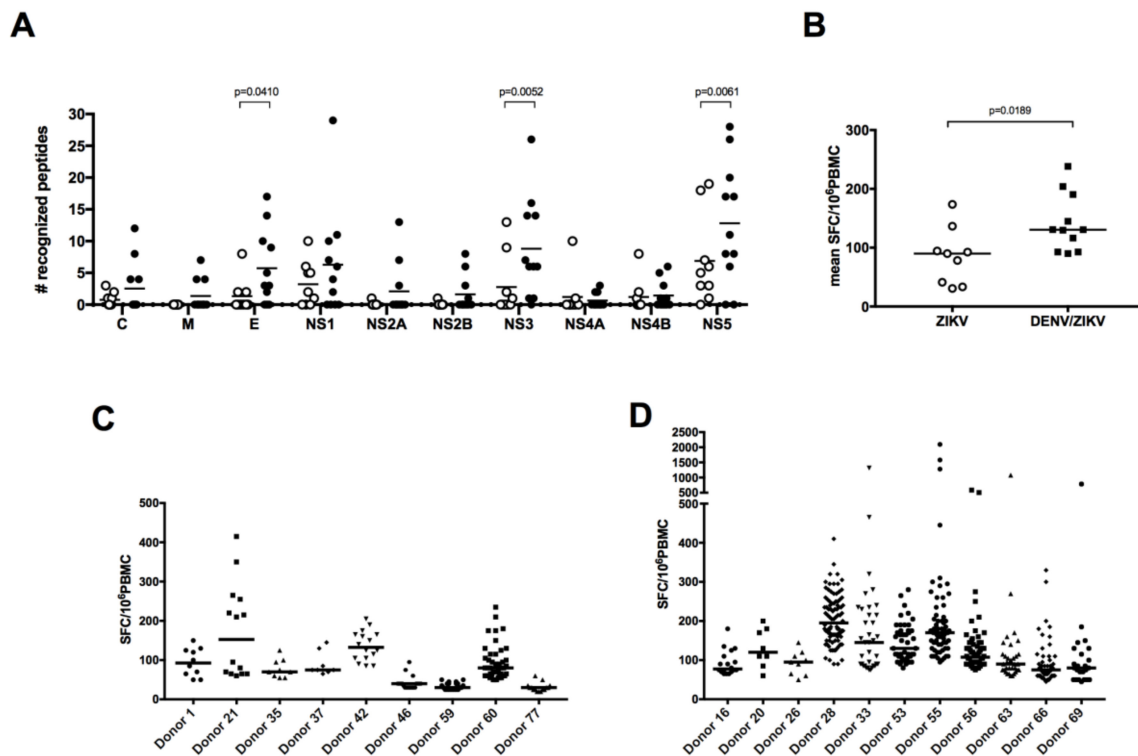 A
B
p=0.0410
p=0.0052
p=0.0061
# recognized peptides
30
25
20
15
10
5
0
C M E NS1 NS2A NS2B NS3 NS4A NS4B NS5
p=0.0189
mean SFC/10⁶PBMC
300
200
100
0
ZIKV DENV/ZIKV
C
D
SFC/10⁶PBMC
500
400
300
200
100
0
Donor 1
Donor 21
Donor 35
Donor 37
Donor 42
Donor 46
Donor 59
Donor 60
Donor 77
SFC/10⁶PBMC
2500
2000
1500
1000
500
400
300
200
100
0
Donor 16
Donor 20
Donor 26
Donor 28
Donor 33
Donor 53
Donor 55
Donor 56
Donor 63
Donor 66
Donor 69